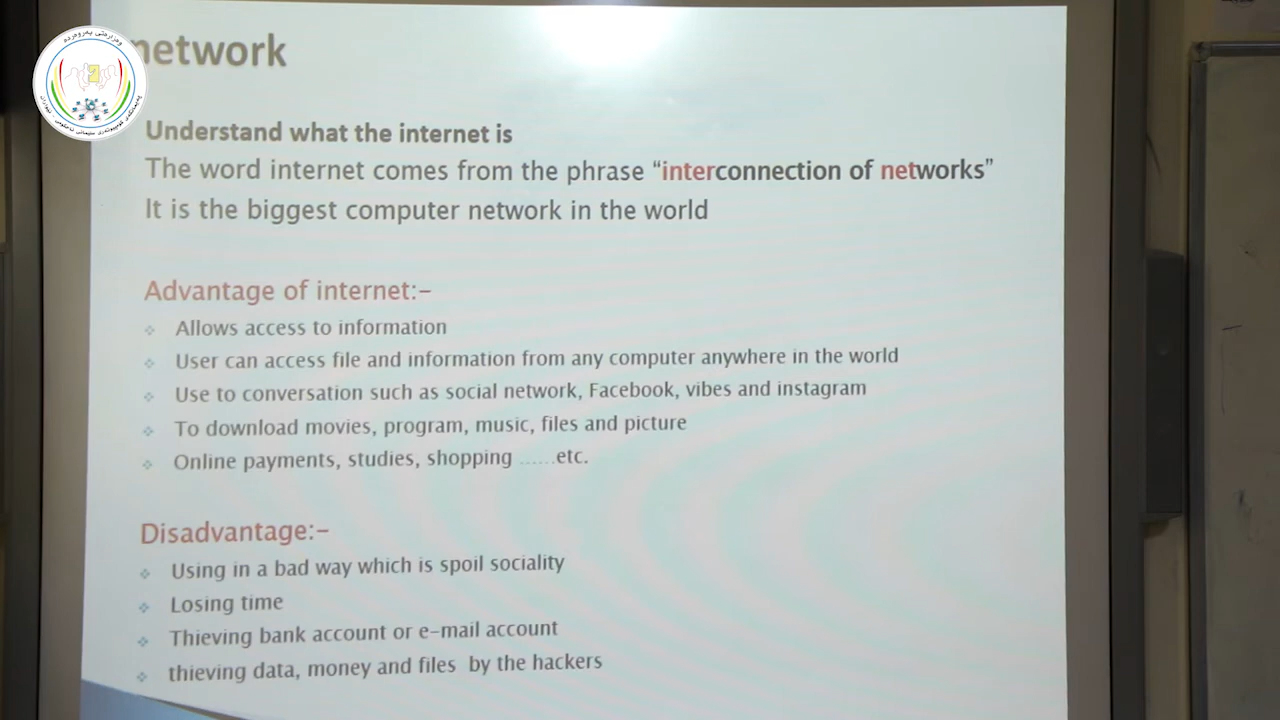 network
Understand what the internet is
The word internet comes from the phrase “interconnection of networks”
It is the biggest computer network in the world
Advantage of internet:-
Allows access to information
User can access file and information from any computer anywhere in the world
Use to conversation such as social network, Facebook, vibes and instagram
To download movies, program, music, files and picture
Online payments, studies, shopping ......etc.
Disadvantage:-
Using in a bad way which is spoil sociality
Losing time
Thieving bank account or e-mail account
thieving data, money and files by the hackers